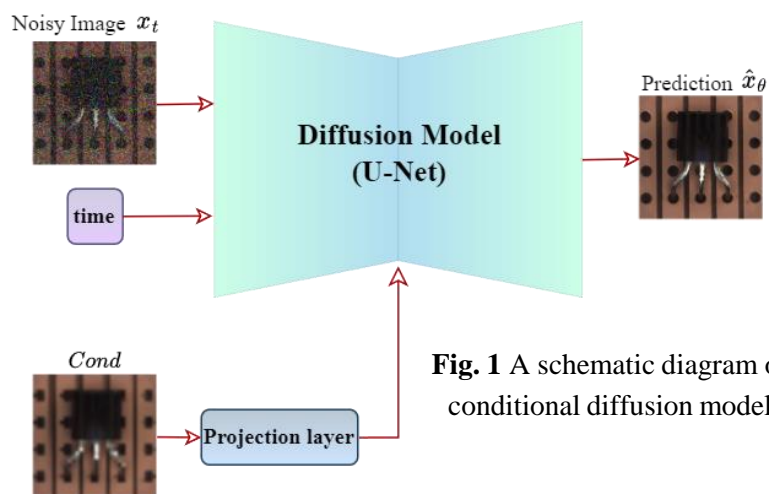 Noisy Image x_t
Prediction x̂_θ
Diffusion Model
(U-Net)
time
Cond
Projection layer
Fig. 1 A schematic diagram o
conditional diffusion model